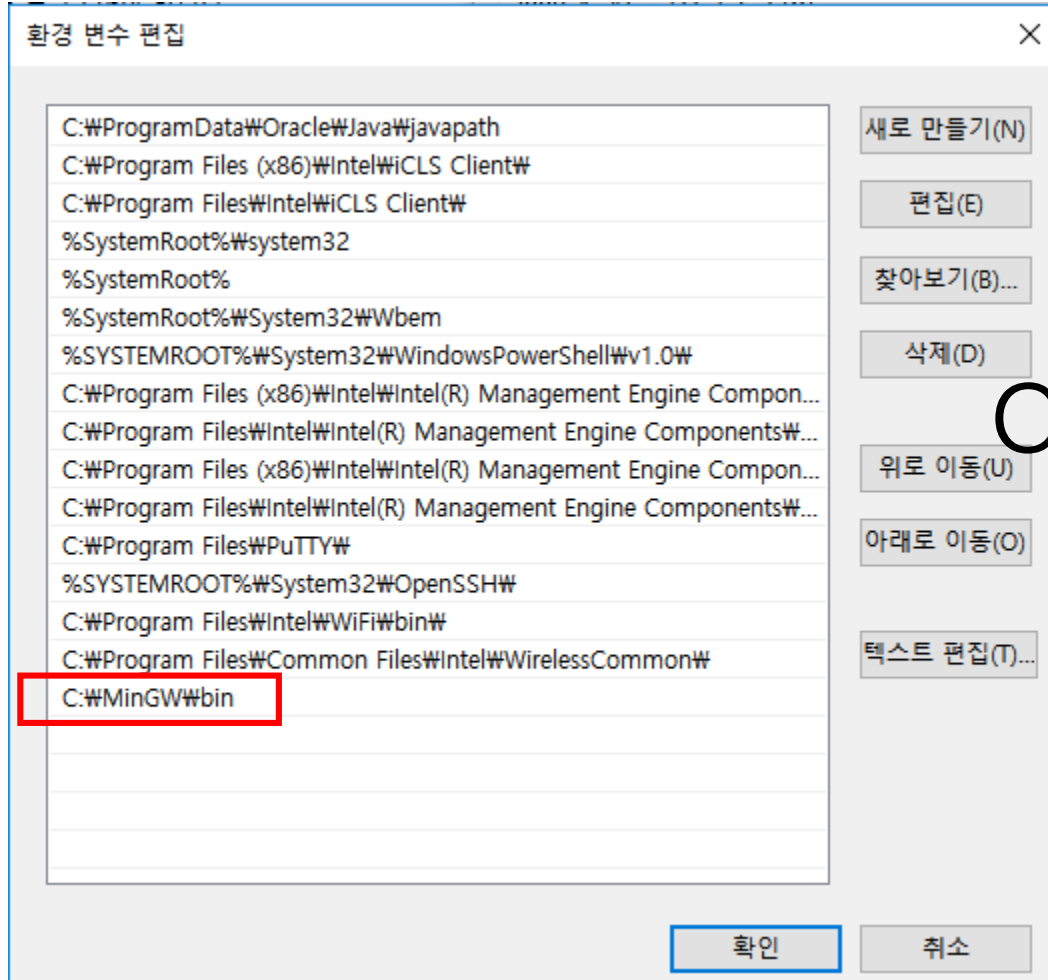 환경 변수 편집
C:₩ProgramData₩Oracle₩Java₩javapath
C:₩Program Files (x86)₩Intel₩iCLS Client₩
C:₩Program Files₩Intel₩iCLS Client₩
%SystemRoot%₩system32
%SystemRoot%
%SystemRoot%₩System32₩Wbem
%SYSTEMROOT%₩System32₩WindowsPowerShell₩v1.0₩
C:₩Program Files (x86)₩Intel₩Intel(R) Management Engine Compon...
C:₩Program Files₩Intel₩Intel(R) Management Engine Components₩...
C:₩Program Files (x86)₩Intel₩Intel(R) Management Engine Compon...
C:₩Program Files₩Intel₩Intel(R) Management Engine Components₩...
C:₩Program Files₩PuTTY₩
%SYSTEMROOT%₩System32₩OpenSSH₩
C:₩Program Files₩Intel₩WiFi₩bin₩
C:₩Program Files₩Common Files₩Intel₩WirelessCommon₩
C:₩MinGW₩bin
새로 만들기(N)
편집(E)
찾아보기(B)...
삭제(D)
위로 이동(U)
아래로 이동(O)
텍스트 편집(T)...
확인
취소